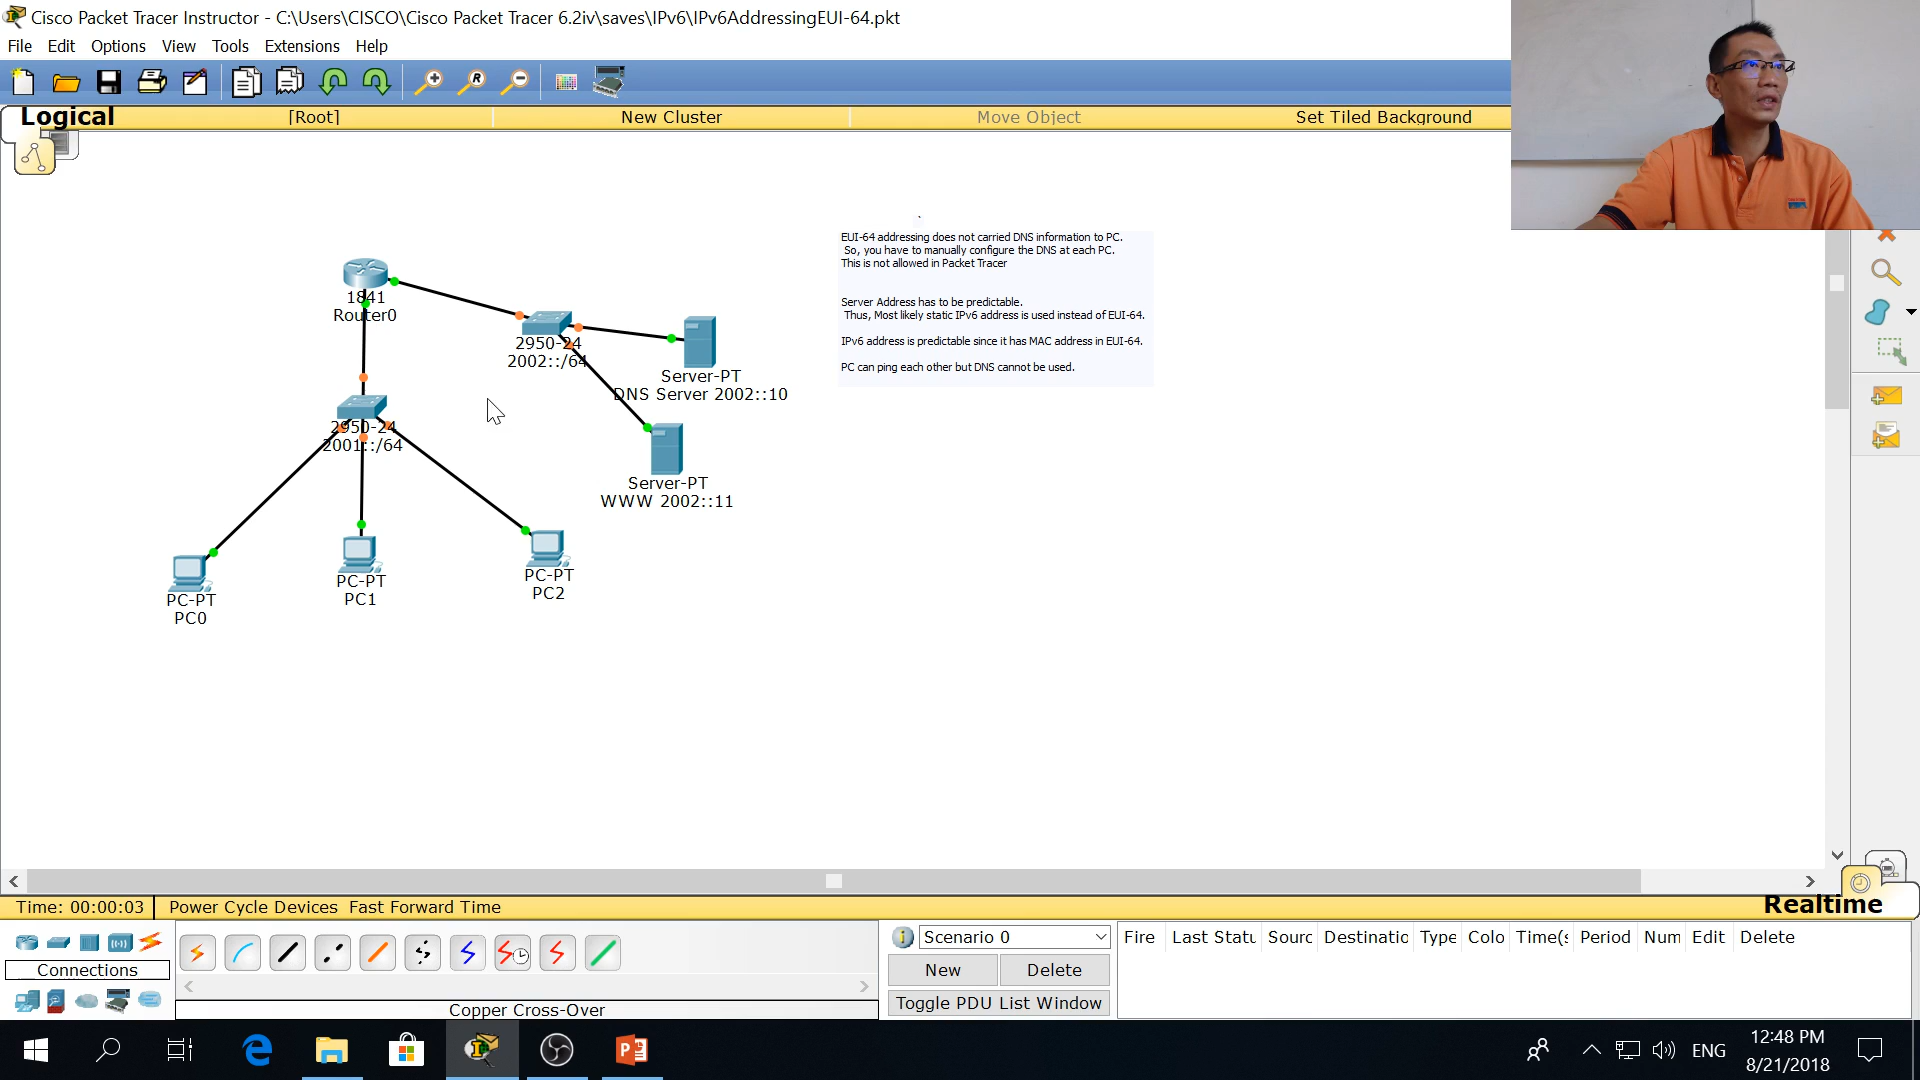 Cisco Packet Tracer Instructor - C:\Users\CISCO\Cisco Packet Tracer 6.2iv\saves\IPv6\IPv6AddressingEUI-64.pkt
File Edit Options View Tools Extensions Help
Logical [Root] New Cluster Move Object Set Tiled Background
EUI-64 addressing does not carried DNS information to PC.
So, you have to manually configure the DNS at each PC.
This is not allowed in Packet Tracer
Server Address has to be predictable.
Thus, Most likely static IPv6 address is used instead of EUI-64.
IPv6 address is predictable since it has MAC address in EUI-64.
PC can ping each other but DNS cannot be used.
1841
Router0
2950-24
2002::/64
Server-PT
DNS Server 2002::10
2950-24
2001::/64
Server-PT
WWW 2002::11
PC-PT
PC0
PC-PT
PC1
PC-PT
PC2
Realtime
Time: 00:00:03 Power Cycle Devices Fast Forward Time
Connections
Copper Cross-Over
Scenario 0
New Delete
Toggle PDU List Window
Fire Last Statu Sourc Destinatio Type Colo Time(s Period Num Edit Delete
ENG
12:48 PM
8/21/2018